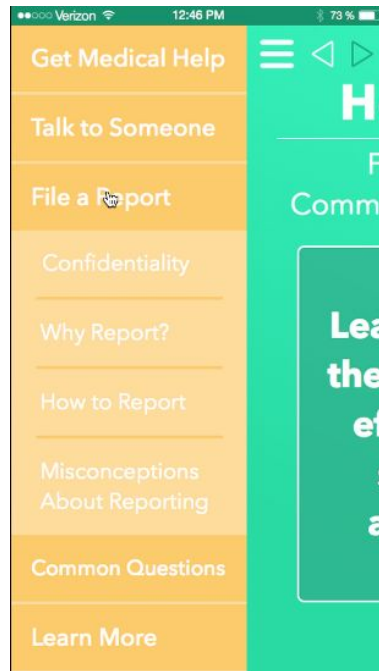 Verizon 12:46 PM 73 %
Get Medical Help
Talk to Someone
File a Report
Confidentiality
Why Report?
How to Report
Misconceptions
About Reporting
Common Questions
Learn More
H
F
Comm
Lea
the